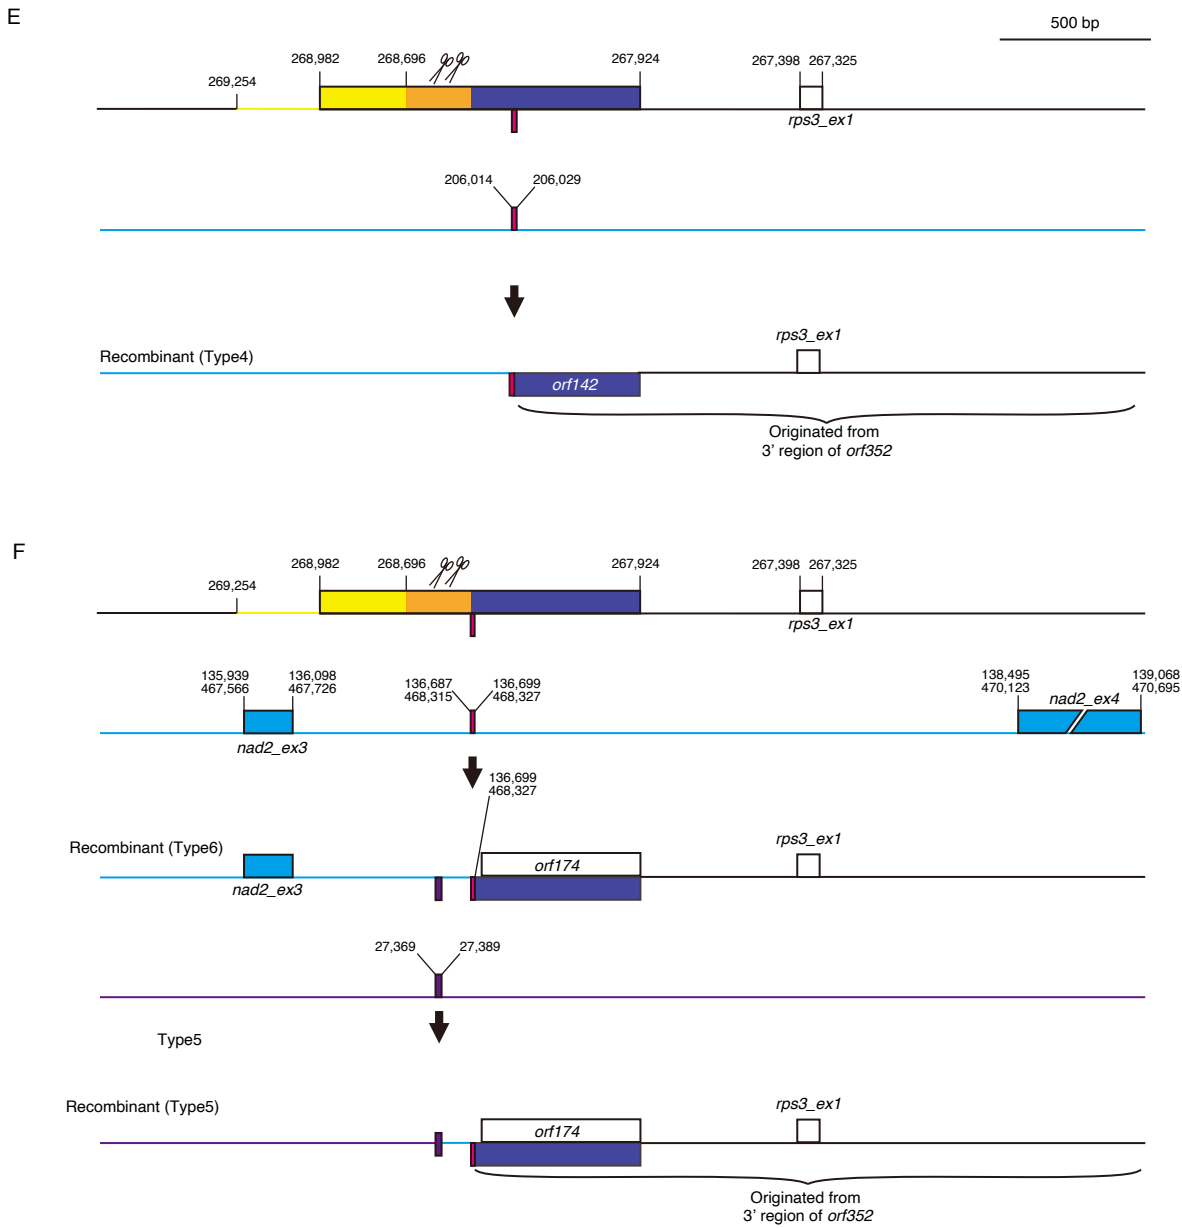 E
500 bp
269,254
268,982
268,696
267,924
267,398
267,325
rps3_ex1
206,014
206,029
Recombinant (Type4)
rps3_ex1
orf142
Originated from
3’ region of orf352
F
269,254
268,982
268,696
267,924
267,398
267,325
rps3_ex1
135,939
467,566
136,098
467,726
136,687
468,315
136,699
468,327
138,495
470,123
139,068
470,695
nad2_ex4
nad2_ex3
136,699
468,327
Recombinant (Type6)
rps3_ex1
orf174
nad2_ex3
27,369
27,389
Type5
Recombinant (Type5)
rps3_ex1
orf174
Originated from
3’ region of orf352